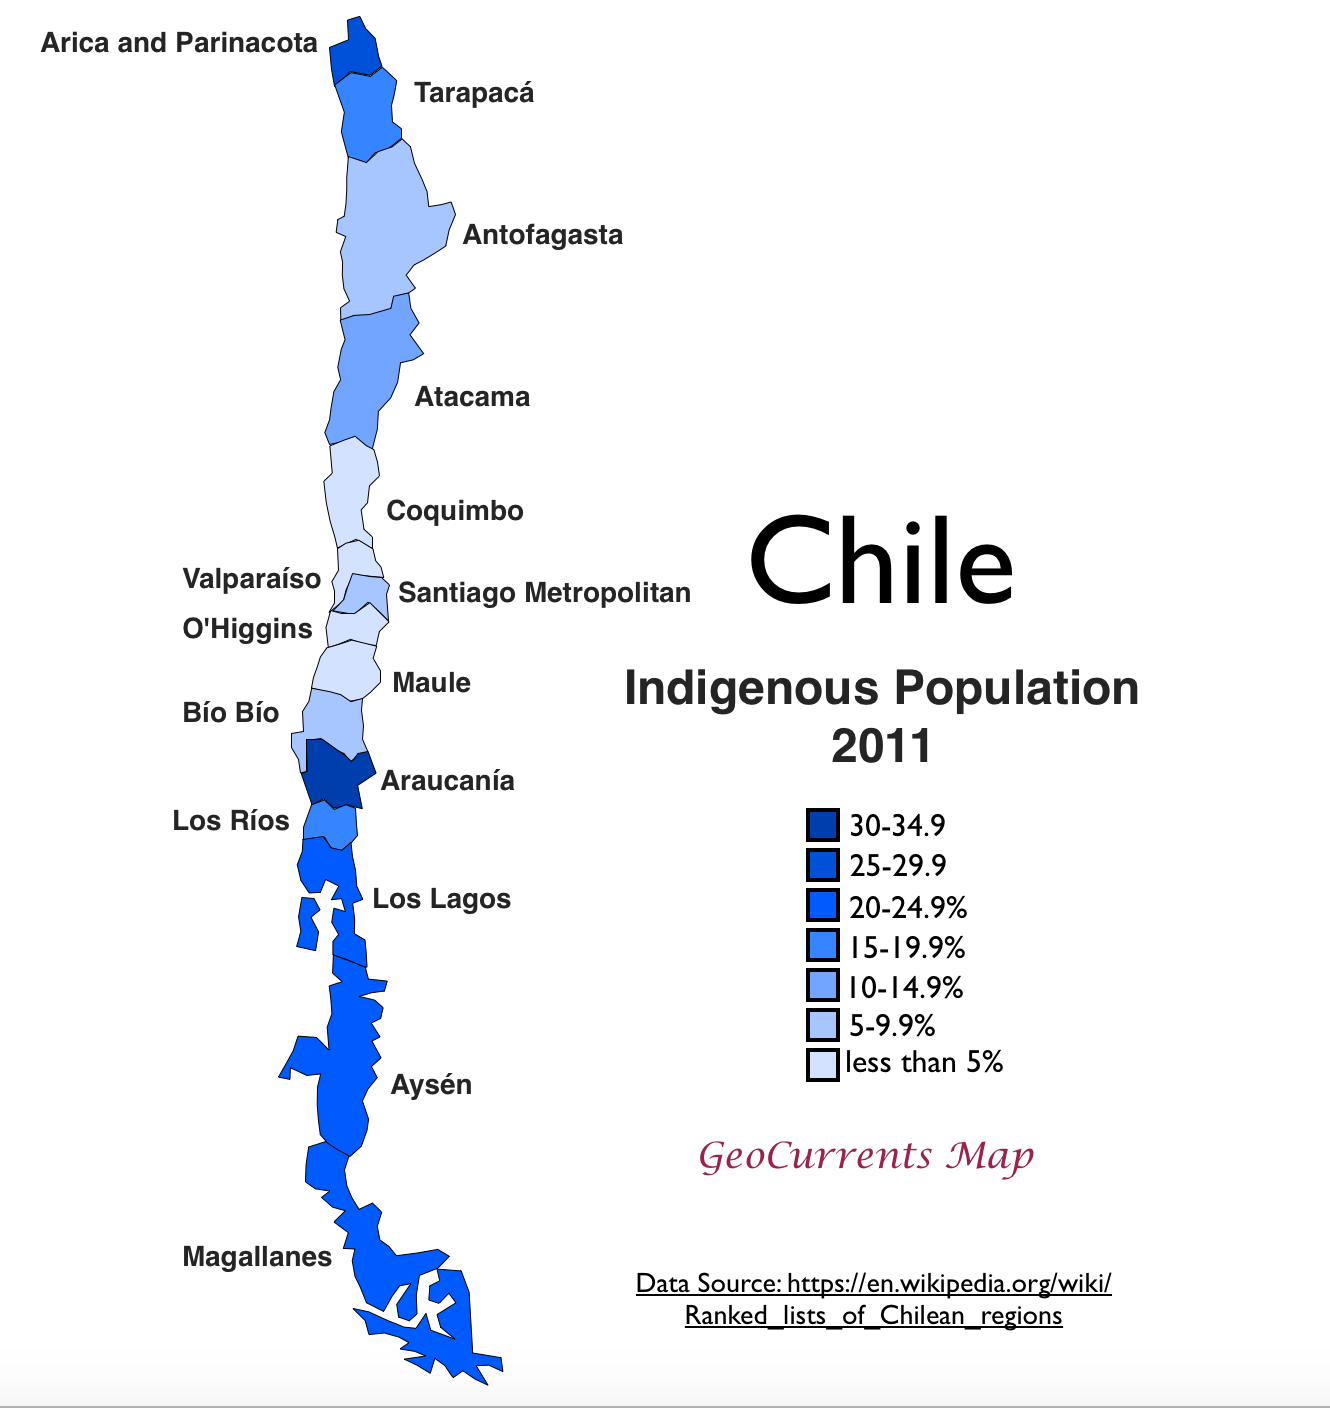 Arica and Parinacota
Tarapacá
Antofagasta
Atacama
Coquimbo
Valparaíso
Santiago Metropolitan
O'Higgins
Maule
Bío Bío
Araucanía
Los Ríos
Los Lagos
Aysén
Magallanes
Chile
Indigenous Population
2011
30-34.9
25-29.9
20-24.9%
15-19.9%
10-14.9%
5-9.9%
less than 5%
GeoCurrents Map
Data Source: https://en.wikipedia.org/wiki/
Ranked_lists_of_Chilean_regions